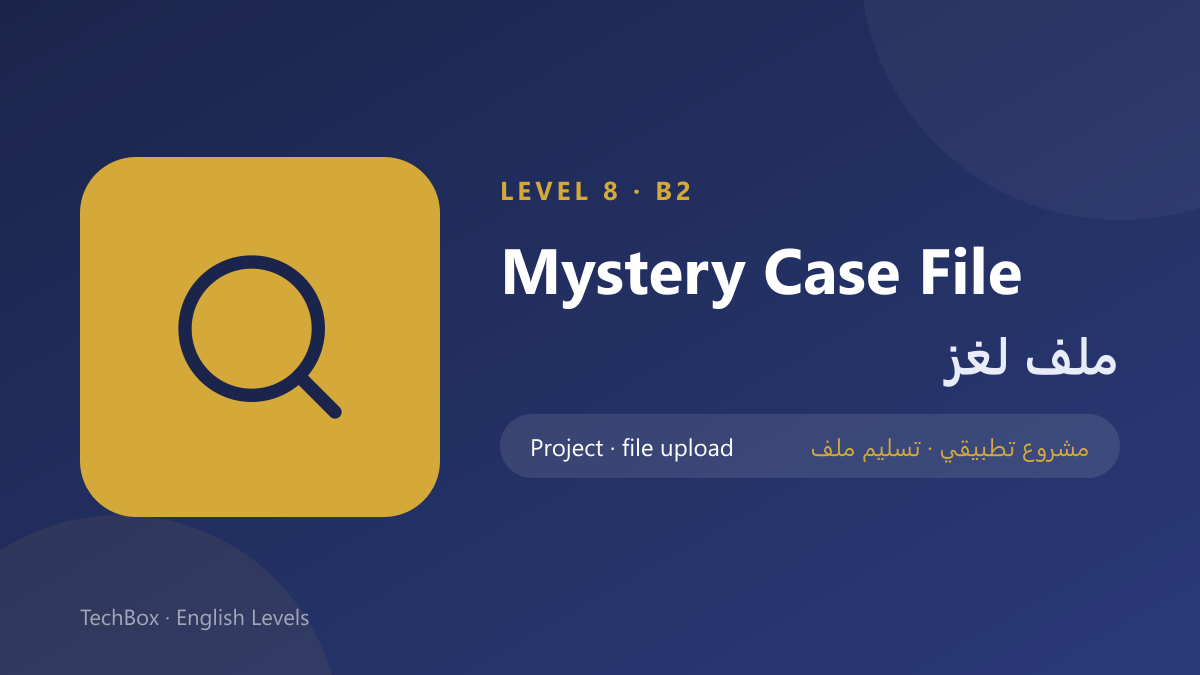 LEVEL 8 · B2
Mystery Case File
ملف لغز
Project · file upload
مشروع تطبيقي · تسليم ملف
TechBox · English Levels